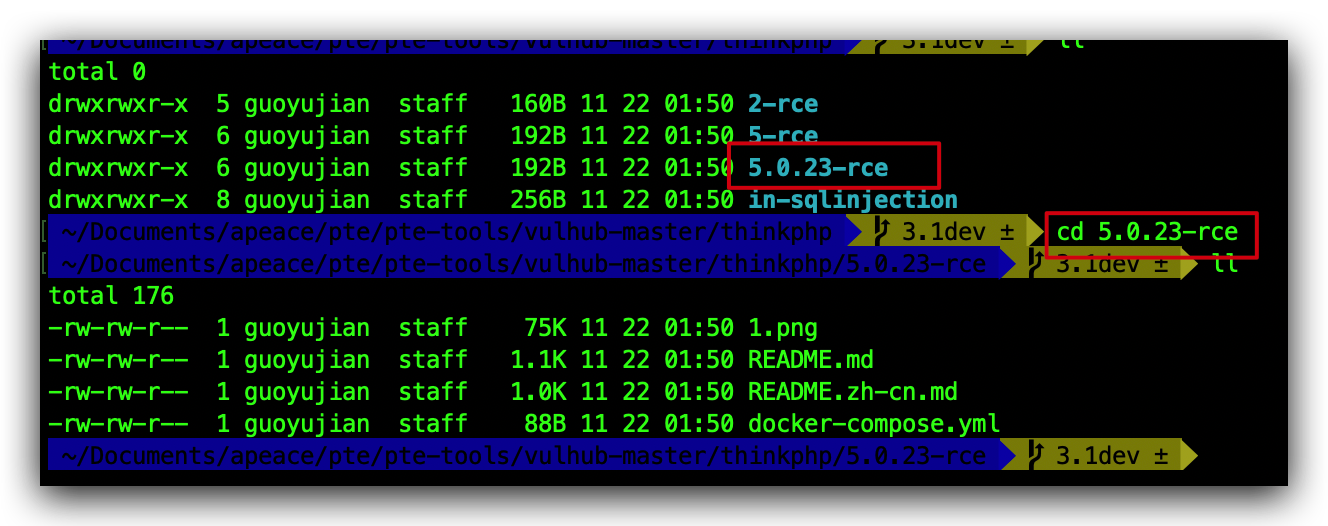 ~/Documents/apeace/pte/pte-tools/vulhub-master/thinkphp 3.1dev ± ll
total 0
drwxrwxr-x 5 guoyujian staff 160B 11 22 01:50 2-rce
drwxrwxr-x 6 guoyujian staff 192B 11 22 01:50 5-rce
drwxrwxr-x 6 guoyujian staff 192B 11 22 01:50 5.0.23-rce
drwxrwxr-x 8 guoyujian staff 256B 11 22 01:50 in-sqlinjection
[ ~/Documents/apeace/pte/pte-tools/vulhub-master/thinkphp 3.1dev ± cd 5.0.23-rce
[ ~/Documents/apeace/pte/pte-tools/vulhub-master/thinkphp/5.0.23-rce 3.1dev ± ll
total 176
-rw-rw-r-- 1 guoyujian staff 75K 11 22 01:50 1.png
-rw-rw-r-- 1 guoyujian staff 1.1K 11 22 01:50 README.md
-rw-rw-r-- 1 guoyujian staff 1.0K 11 22 01:50 README.zh-cn.md
-rw-rw-r-- 1 guoyujian staff 88B 11 22 01:50 docker-compose.yml
~/Documents/apeace/pte/pte-tools/vulhub-master/thinkphp/5.0.23-rce 3.1dev ±